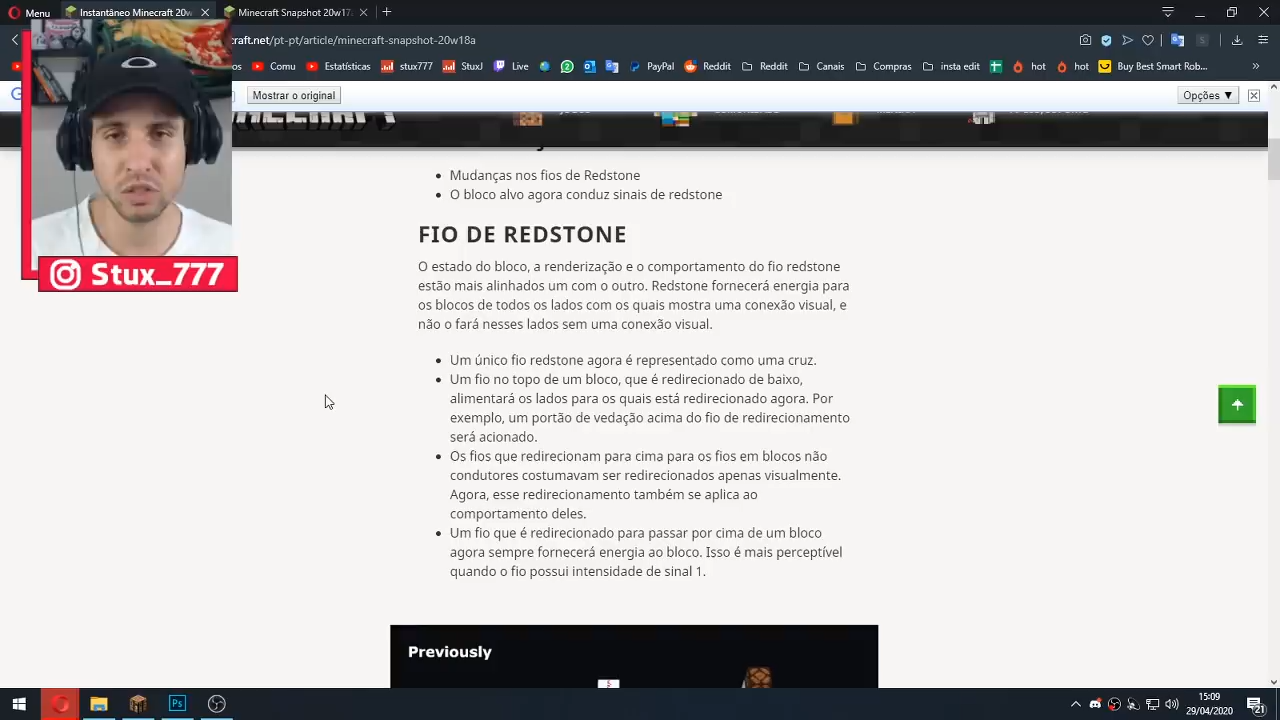 Menu
Instantâneo Minecraft 20w
Minecraft Snapshot 20w17
craft.net/pt-pt/article/minecraft-snapshot-20w18a
Comu
Estatísticas
stux777
StuxJ
Live
PayPal
Reddit
Reddit
Canais
Compras
insta edit
hot
hot
Buy Best Smart Rob...
Mostrar o original
Opções ▼
Mudanças nos fios de Redstone
O bloco alvo agora conduz sinais de redstone
Stux_777
FIO DE REDSTONE
O estado do bloco, a renderização e o comportamento do fio redstone
estão mais alinhados um com o outro. Redstone fornecerá energia para
os blocos de todos os lados com os quais mostra uma conexão visual, e
não o fará nesses lados sem uma conexão visual.
Um único fio redstone agora é representado como uma cruz.
Um fio no topo de um bloco, que é redirecionado de baixo,
alimentará os lados para os quais está redirecionado agora. Por
exemplo, um portão de vedação acima do fio de redirecionamento
será acionado.
Os fios que redirecionam para cima para os fios em blocos não
condutores costumavam ser redirecionados apenas visualmente.
Agora, esse redirecionamento também se aplica ao
comportamento deles.
Um fio que é redirecionado para passar por cima de um bloco
agora sempre fornecerá energia ao bloco. Isso é mais perceptível
quando o fio possui intensidade de sinal 1.
Previously
15:09
29/04/2020